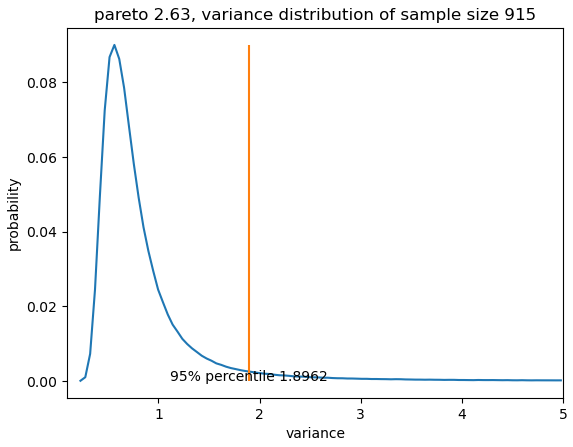 pareto 2.63, variance distribution of sample size 915
probability
0.08
0.06
0.04
0.02
0.00
95% percentile 1.8962
1 2 3 4 5
variance